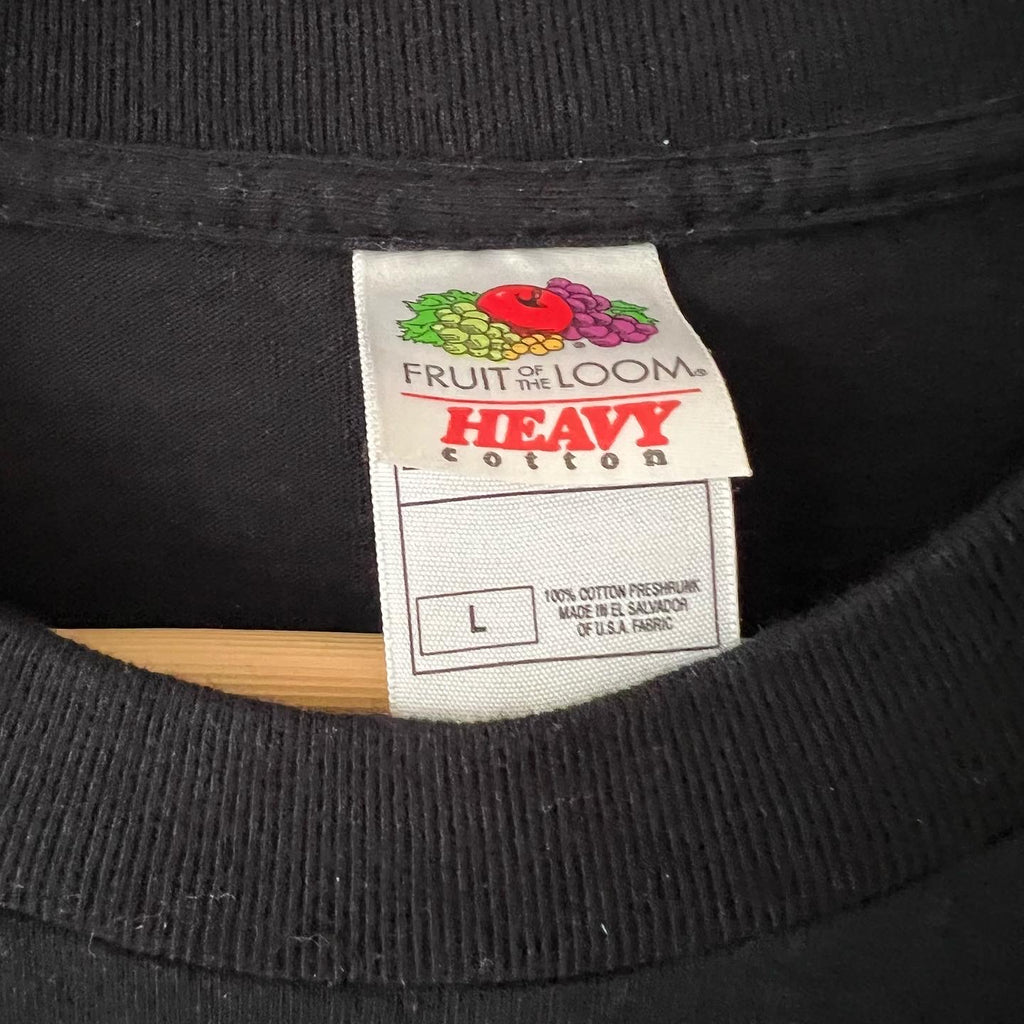 FRUIT OF THE LOOM®
HEAVY
cotton
L
100% COTTON PRESHRUNK
MADE IN EL SALVADOR
OF U.S.A. FABRIC